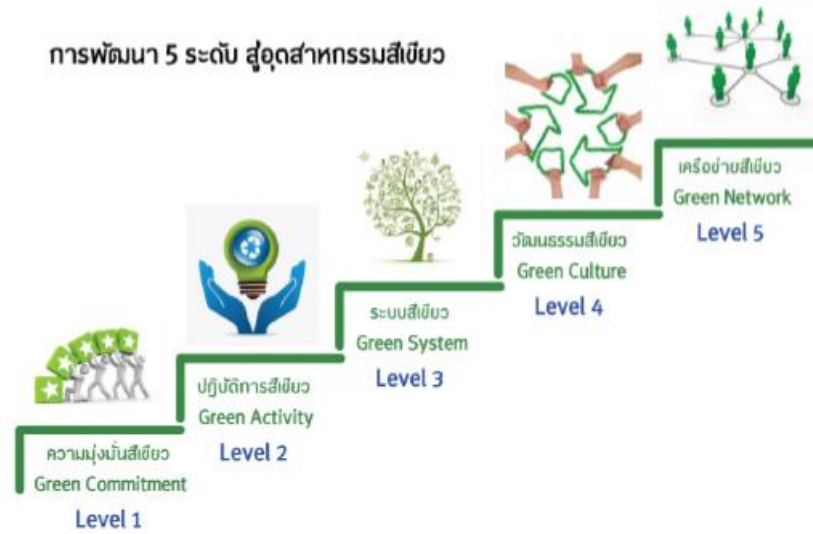 การพัฒนา 5 ระดับ สู่อุตสาหกรรมสีเขียว
ความมุ่งมั่นสีเขียว
Green Commitment
Level 1
ปฏิบัติการสีเขียว
Green Activity
Level 2
ระบบสีเขียว
Green System
Level 3
วัฒนธรรมสีเขียว
Green Culture
Level 4
เครือข่ายสีเขียว
Green Network
Level 5